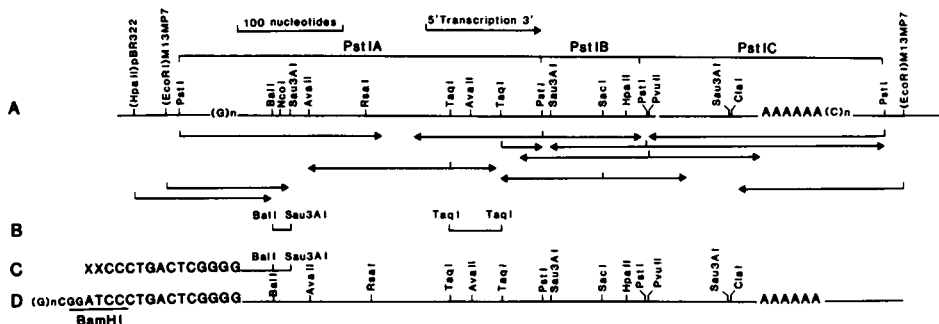 100 nucleotides
5'Transcription 3'
PstIA
PstIB
PstIC
A
(HpaII)pBR322
(EcoRI)M13MP7
PstI
(G)n
BalI
NcoI
Sau3AI
AvaII
RsaI
TaqI
AvaII
TaqI
PstI
Sau3AI
SacI
HpaII
PstI
PvuII
Sau3AI
ClaI
AAAAAA(C)n
PstI
(EcoRI)M13MP7
B
BalI
Sau3AI
TaqI
TaqI
C
XXCCCTGACTCGGGG
BalI
Sau3AI
D
(G)nCGGATCCCTGACTCGGGG
BalI
AvaII
RsaI
TaqI
AvaII
TaqI
PstI
Sau3AI
SacI
HpaII
PstI
PvuII
Sau3AI
ClaI
AAAAAA
BamHI